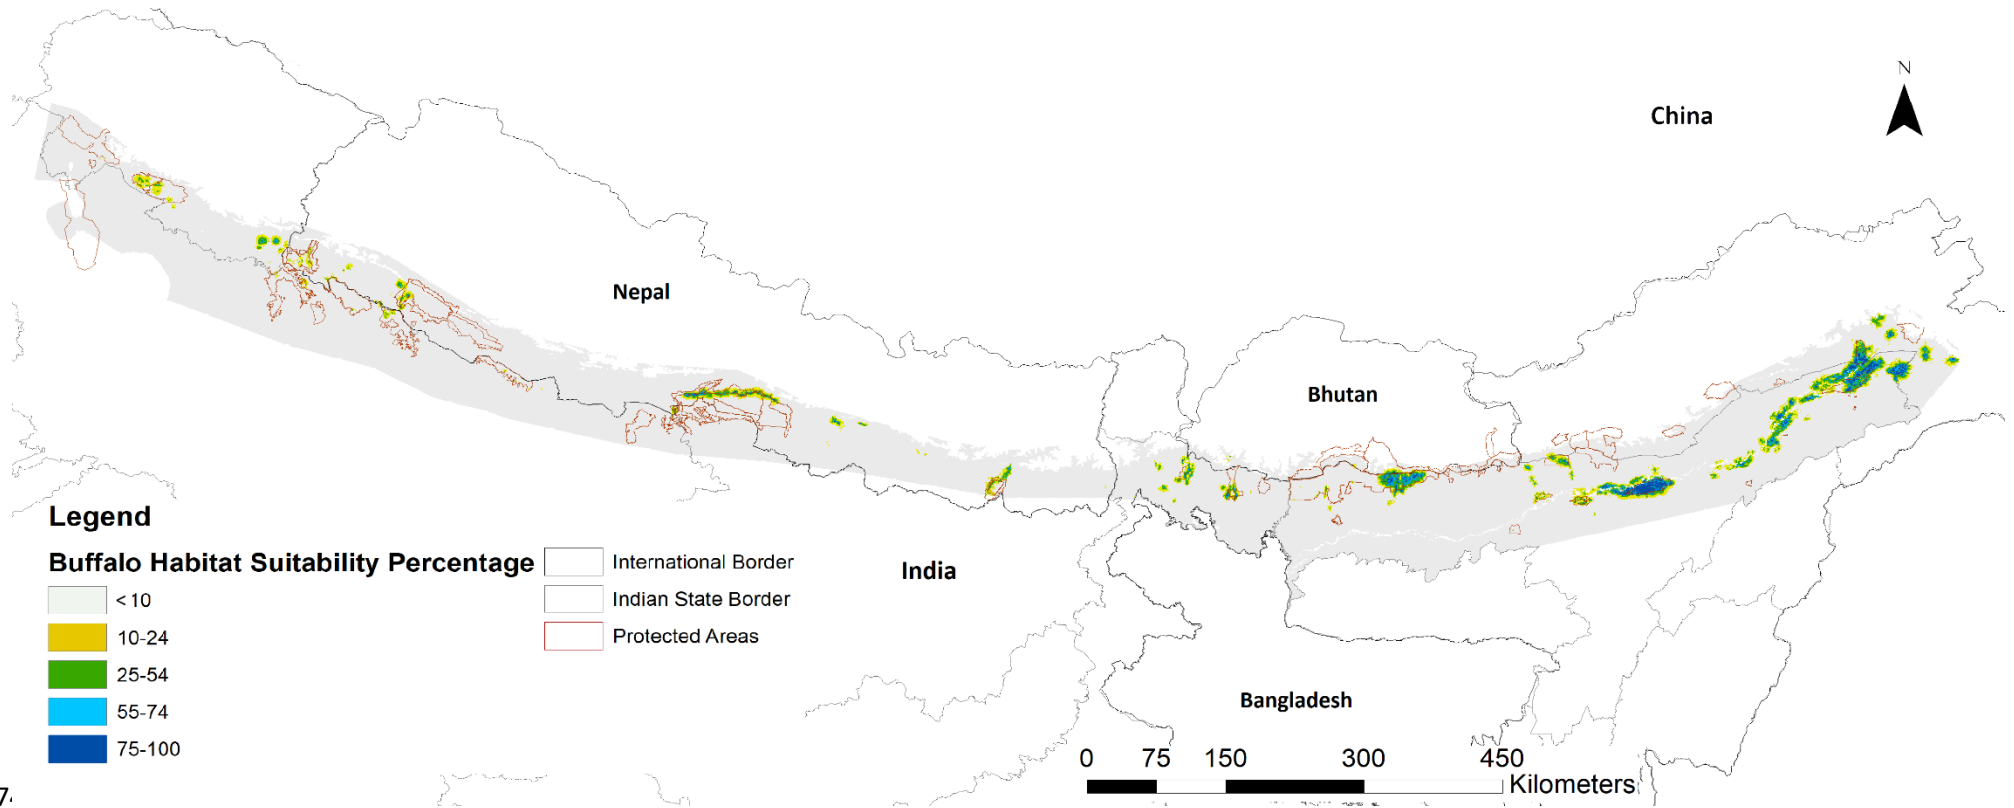 N
China
Nepal
Bhutan
Legend
Buffalo Habitat Suitability Percentage
International Border
India
< 10
Indian State Border
10-24
Protected Areas
25-54
55-74
Bangladesh
75-100
0 75 150 300 450
Kilometers